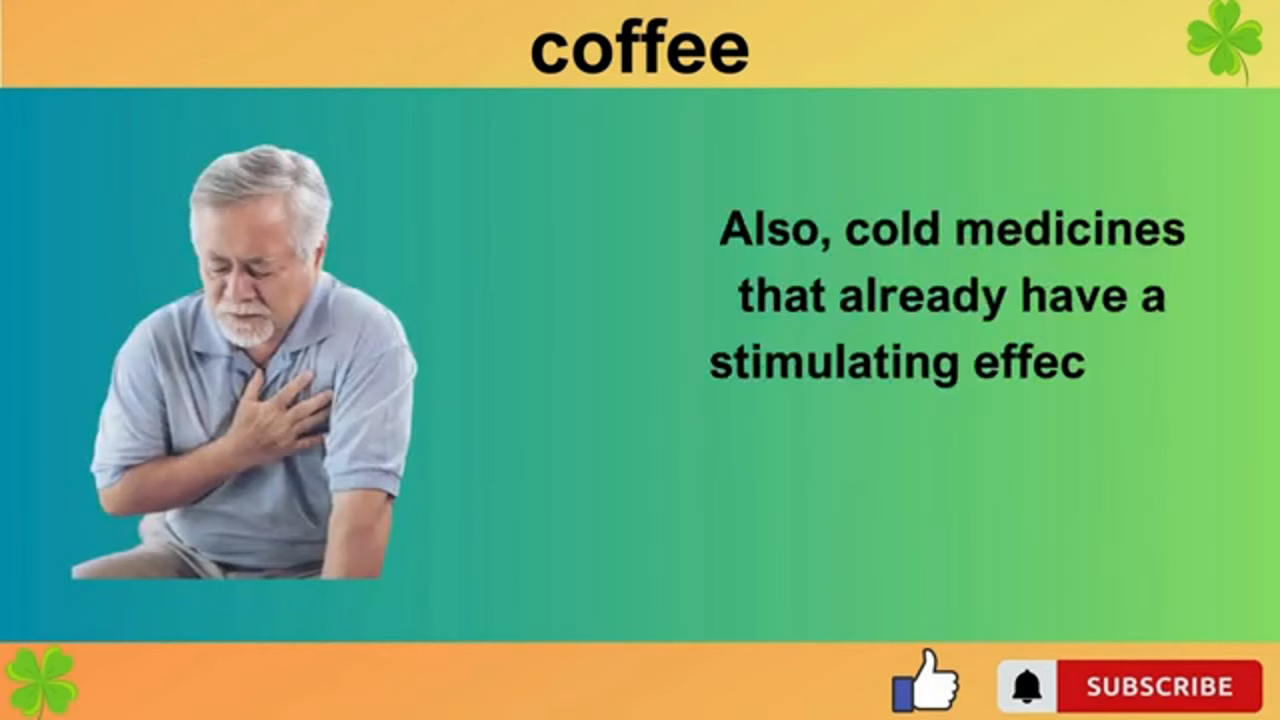 coffee
Also, cold medicines
that already have a
stimulating effec
SUBSCRIBE